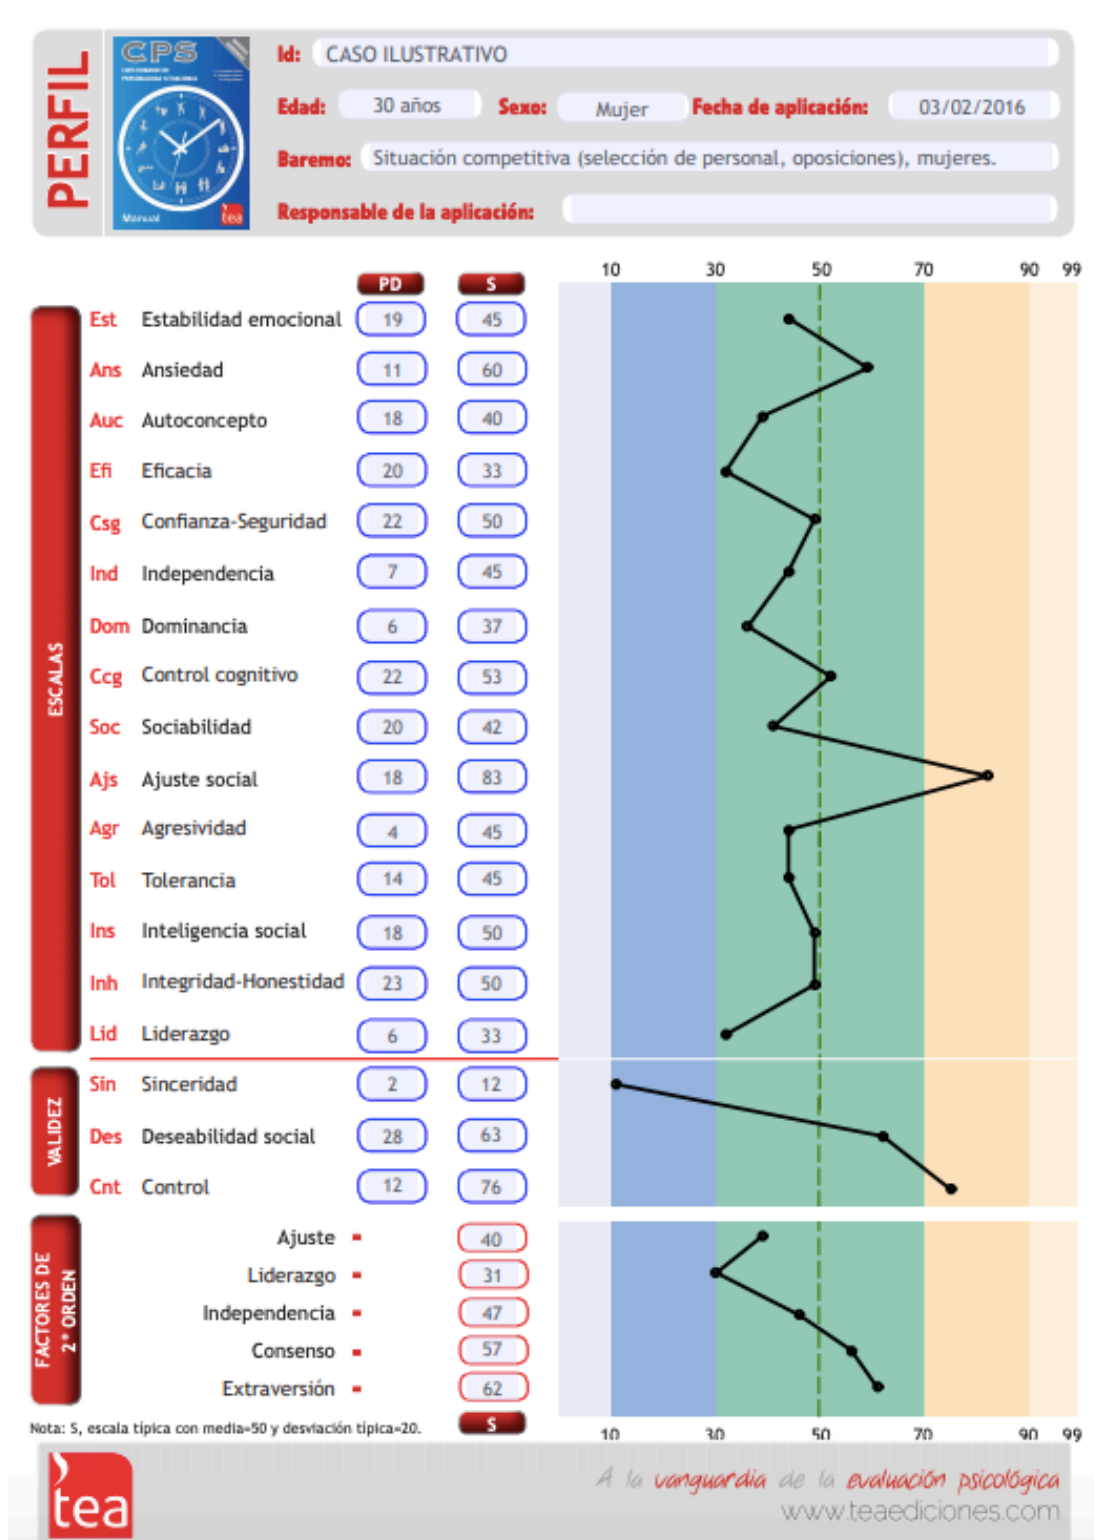 PERFIL
CPS
CUESTIONARIO DE
PERSONALIDAD SITUACIONAL
Manual
tea
Id: CASO ILUSTRATIVO
Edad: 30 años Sexo: Mujer Fecha de aplicación: 03/02/2016
Baremo: Situación competitiva (selección de personal, oposiciones), mujeres.
Responsable de la aplicación:
PD S
10 30 50 70 90 99
ESCALAS
Est Estabilidad emocional 19 45
Ans Ansiedad 11 60
Auc Autoconcepto 18 40
Efi Eficacia 20 33
Csg Confianza-Seguridad 22 50
Ind Independencia 7 45
Dom Dominancia 6 37
Ccg Control cognitivo 22 53
Soc Sociabilidad 20 42
Ajs Ajuste social 18 83
Agr Agresividad 4 45
Tol Tolerancia 14 45
Ins Inteligencia social 18 50
Inh Integridad-Honestidad 23 50
Lid Liderazgo 6 33
VALIDEZ
Sin Sinceridad 2 12
Des Deseabilidad social 28 63
Cnt Control 12 76
FACTORES DE
2º ORDEN
Ajuste - 40
Liderazgo - 31
Independencia - 47
Consenso - 57
Extraversión - 62
Nota: S, escala típica con media=50 y desviación típica=20.
S
10 30 50 70 90 99
tea
A la vanguardia de la evaluación psicológica
www.teaediciones.com